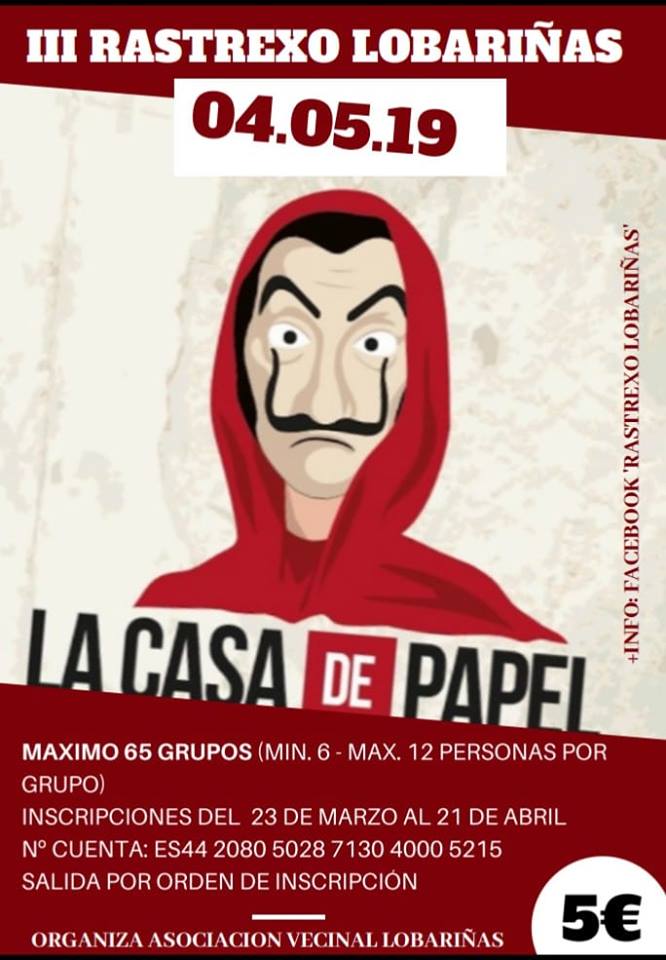 III RASTREXO LOBARIÑAS
04.05.19
+INFO: FACEBOOK 'RASTREXO LOBARIÑAS'
LA CASA DE PAPEL
MAXIMO 65 GRUPOS (MIN. 6 - MAX. 12 PERSONAS POR
GRUPO)
INSCRIPCIONES DEL 23 DE MARZO AL 21 DE ABRIL
Nº CUENTA: ES44 2080 5028 7130 4000 5215
SALIDA POR ORDEN DE INSCRIPCIÓN
5€
ORGANIZA ASOCIACION VECINAL LOBARIÑAS